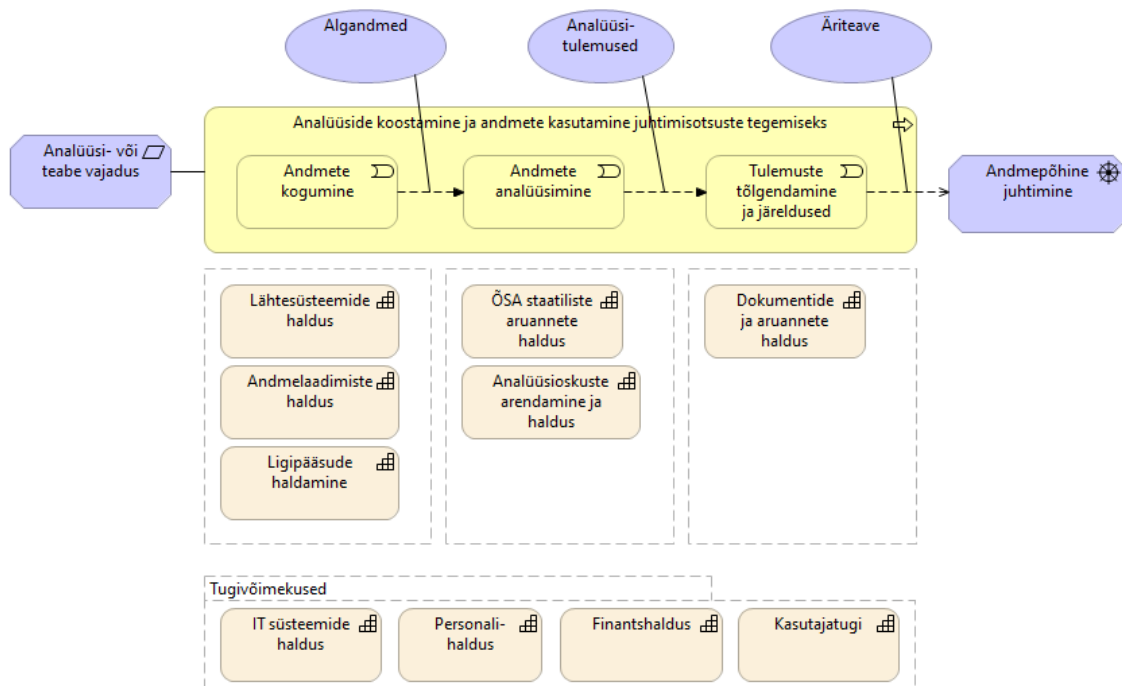 Algandmed
Analüüsi-
tulemused
Äriteave
Analüüside koostamine ja andmete kasutamine juhtimisotsuste tegemiseks
Analüüsi- või
teabe vajadus
Andmete
kogumine
Andmete
analüüsimine
Tulemuste
tõlgendamine
ja järeldused
Andmepõhine
juhtimine
Lähtesüsteemide
haldus
Andmelaadimiste
haldus
Ligipääsude
haldamine
ÕSA staatiliste
aruannete
haldus
Analüüsioskuste
arendamine ja
haldus
Dokumentide
ja aruannete
haldus
Tugivõimekused
IT süsteemide
haldus
Personali-
haldus
Finantshaldus
Kasutajatugi